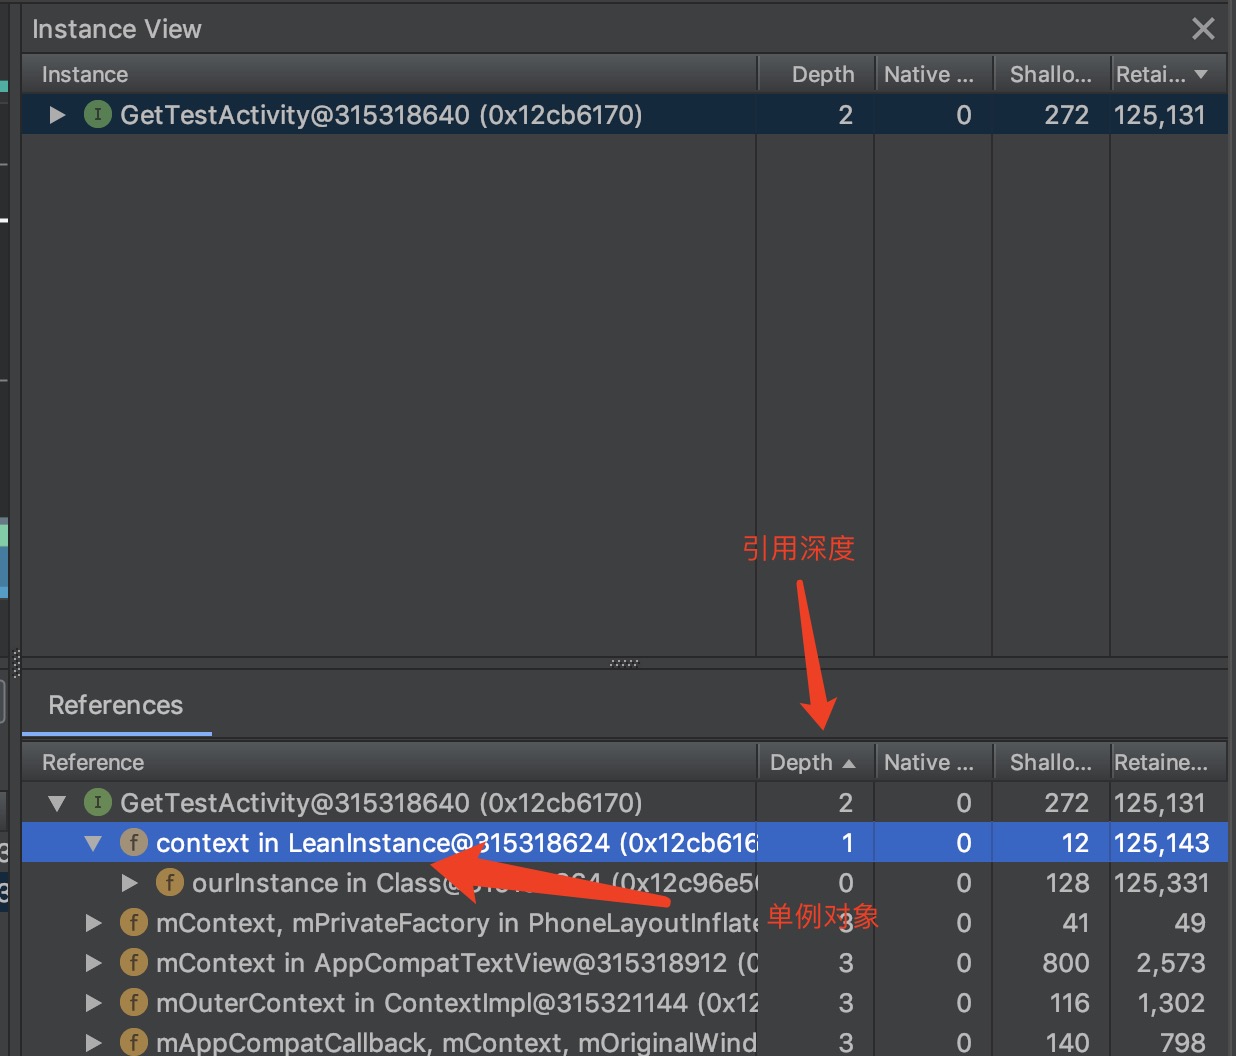 Instance View
Instance Depth Native ... Shallo... Retai...
I GetTestActivity@315318640 (0x12cb6170) 2 0 272 125,131
引用深度
References
Reference Depth Native ... Shallo... Retaine...
I GetTestActivity@315318640 (0x12cb6170) 2 0 272 125,131
f context in LeanInstance@315318624 (0x12cb616 1 0 12 125,143
f ourInstance in Class@ (0x12c96e5 0 0 128 125,331
单例对象
f mContext, mPrivateFactory in PhoneLayoutInflate 3 0 41 49
f mContext in AppCompatTextView@315318912 (0 3 0 800 2,573
f mOuterContext in ContextImpl@315321144 (0x12 3 0 116 1,302
f mAppCompatCallback, mContext, mOriginalWind 3 0 140 798